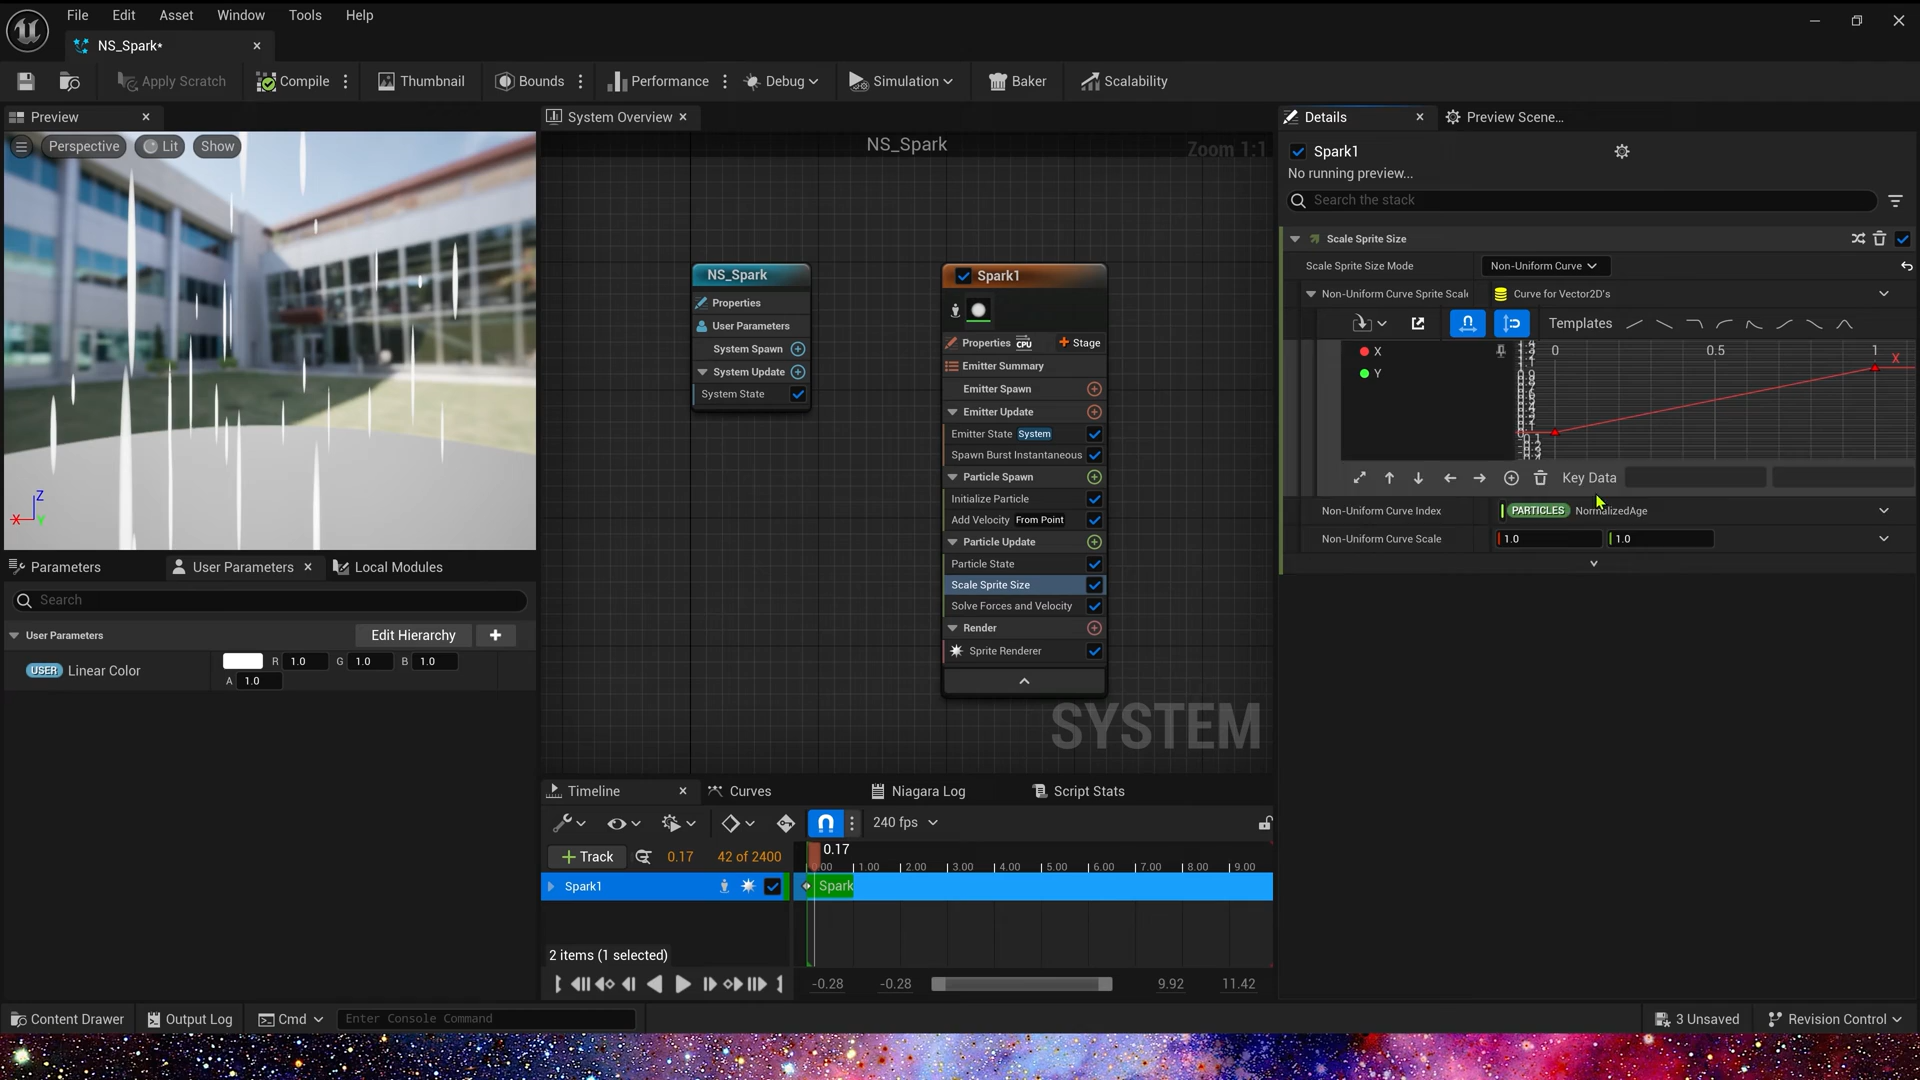 File Edit Asset Window Tools Help
NS_Spark*
Apply Scratch Compile Thumbnail Bounds Performance Debug Simulation Baker Scalability
Preview
Perspective Lit Show
Z
X Y
Parameters User Parameters Local Modules
Search
User Parameters Edit Hierarchy
USER Linear Color R 1.0 G 1.0 B 1.0
A 1.0
System Overview
NS_Spark Zoom 1:1
NS_Spark
Properties
User Parameters
System Spawn
System Update
System State
Spark1
Properties CPU Stage
Emitter Summary
Emitter Spawn
Emitter Update
Emitter State System
Spawn Burst Instantaneous
Particle Spawn
Initialize Particle
Add Velocity From Point
Particle Update
Particle State
Scale Sprite Size
Solve Forces and Velocity
Render
Sprite Renderer
SYSTEM
Timeline Curves Niagara Log Script Stats
240 fps
0.17
+ Track 0.17 42 of 2400 0.00 1.00 2.00 3.00 4.00 5.00 6.00 7.00 8.00 9.00
Spark1 Spark
2 items (1 selected)
-0.28 -0.28 9.92 11.42
Details Preview Scene...
Spark1
No running preview...
Search the stack
Scale Sprite Size
Scale Sprite Size Mode Non-Uniform Curve
Non-Uniform Curve Sprite Scal Curve for Vector2D's
Templates
X 0 0.5 1 X
Y
Key Data
Non-Uniform Curve Index PARTICLES NormalizedAge
Non-Uniform Curve Scale 1.0 1.0
Content Drawer Output Log Cmd Enter Console Command 3 Unsaved Revision Control